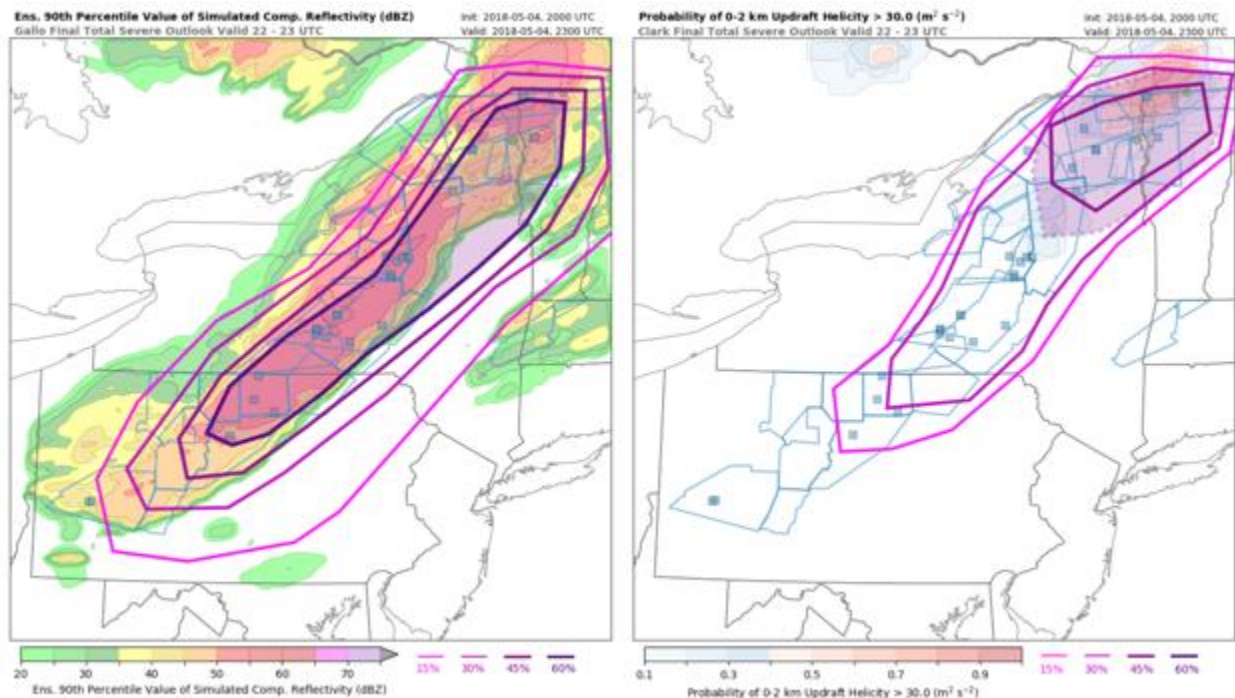 Ens. 90th Percentile Value of Simulated Comp. Reflectivity (dBZ)
Init: 2018-05-04, 2000 UTC
Gallo Final Total Severe Outlook Valid 22 - 23 UTC
Valid: 2018-05-04, 2300 UTC
Probability of 0-2 km Updraft Helicity > 30.0 (m² s⁻²)
Init: 2018-05-04, 2000 UTC
Clark Final Total Severe Outlook Valid 22 - 23 UTC
Valid: 2018-05-04, 2300 UTC
20 30 40 50 60 70
15% 30% 45% 60%
Ens. 90th Percentile Value of Simulated Comp. Reflectivity (dBZ)
0.1 0.2 0.4 0.7 0.9
15% 30% 45% 60%
Probability of 0-2 km Updraft Helicity > 30.0 (m² s⁻²)